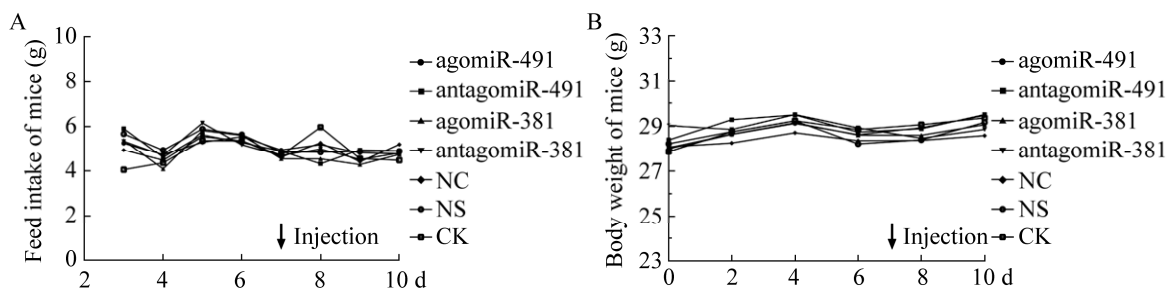 A
Feed intake of mice (g)
10
8
6
4
2
0
2
4
6
8
10 d
Injection
agomiR-491
antagomiR-491
agomiR-381
antagomiR-381
NC
NS
CK
B
Body weight of mice (g)
33
31
29
27
25
23
0
2
4
6
8
10 d
Injection
agomiR-491
antagomiR-491
agomiR-381
antagomiR-381
NC
NS
CK